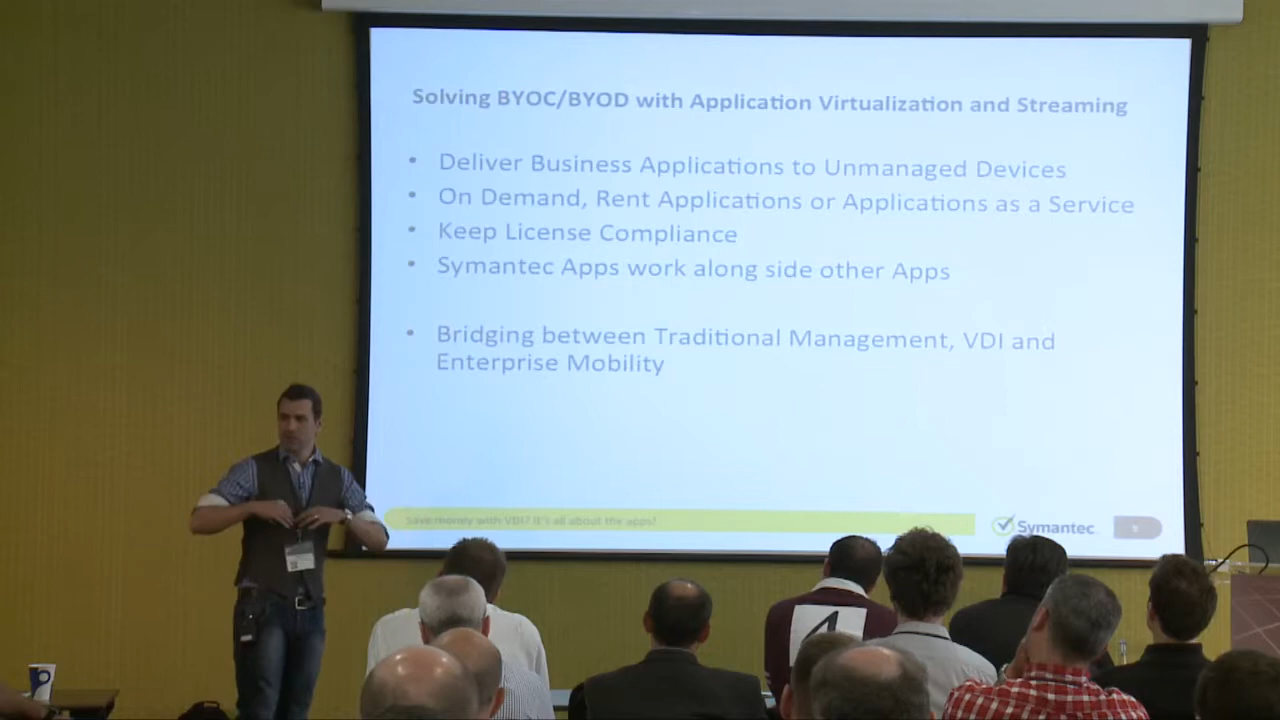 Solving BYOC/BYOD with Application Virtualization and Streaming
• Deliver Business Applications to Unmanaged Devices
• On Demand, Rent Applications or Applications as a Service
• Keep License Compliance
• Symantec Apps work along side other Apps
• Bridging between Traditional Management, VDI and
Enterprise Mobility
Save money with VDI? It's all about the apps!
Symantec.